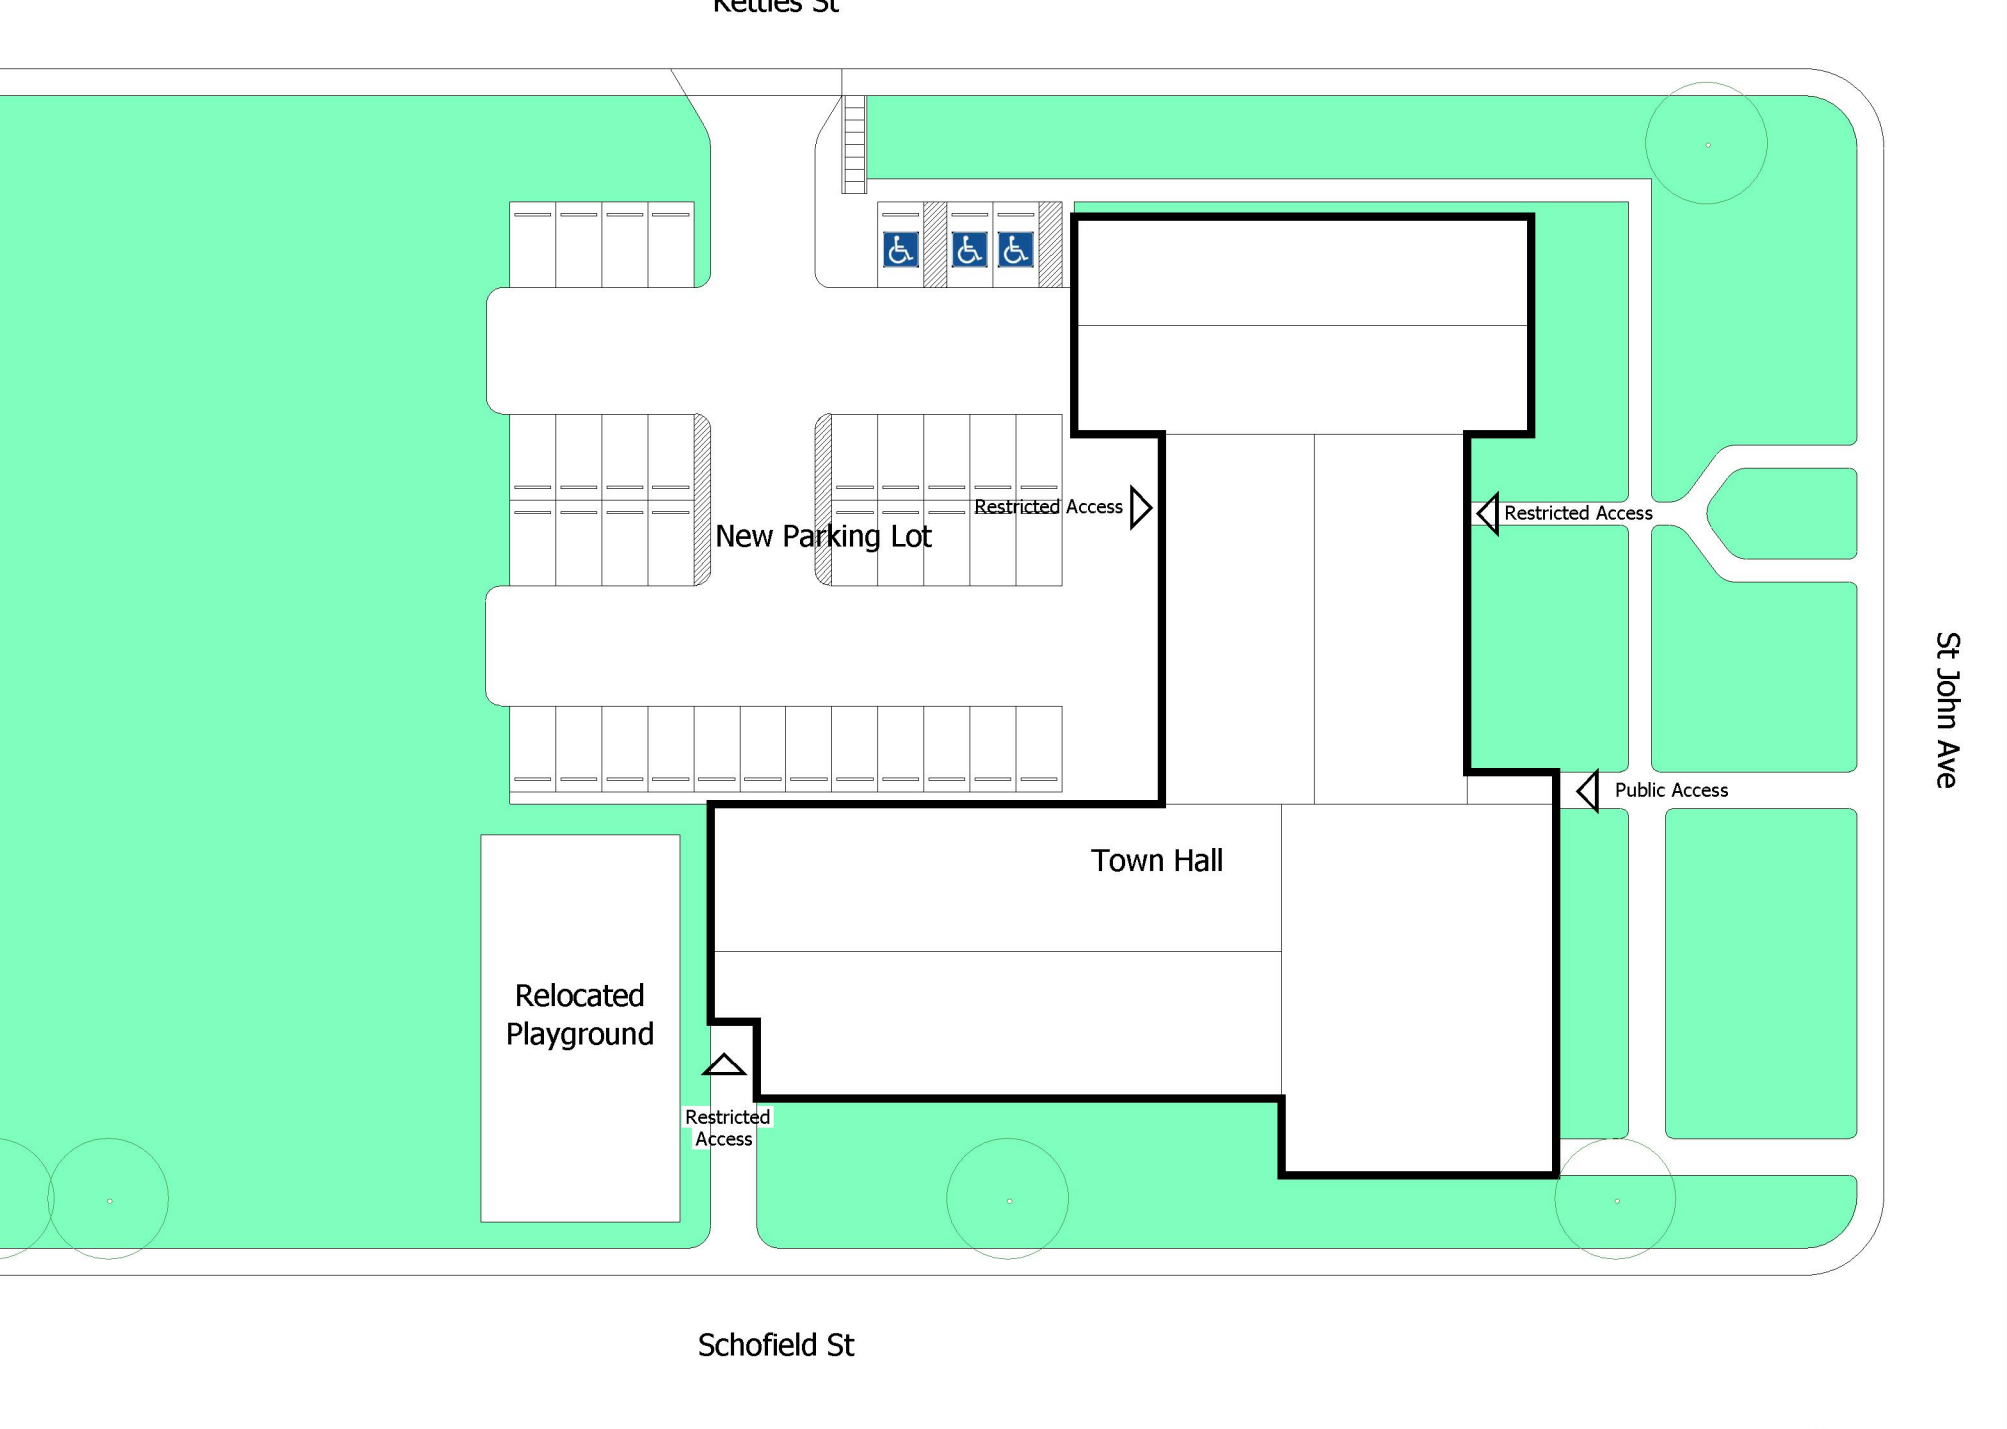 Kettles St
Restricted Access
Restricted Access
New Parking Lot
St John Ave
Public Access
Town Hall
Relocated
Playground
Restricted
Access
Schofield St